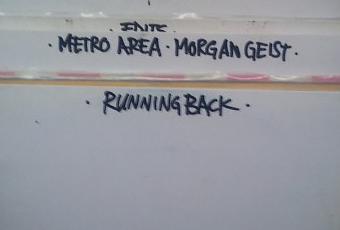 · METRO AREA · MORGAN GEIST ·
· RUNNING BACK ·